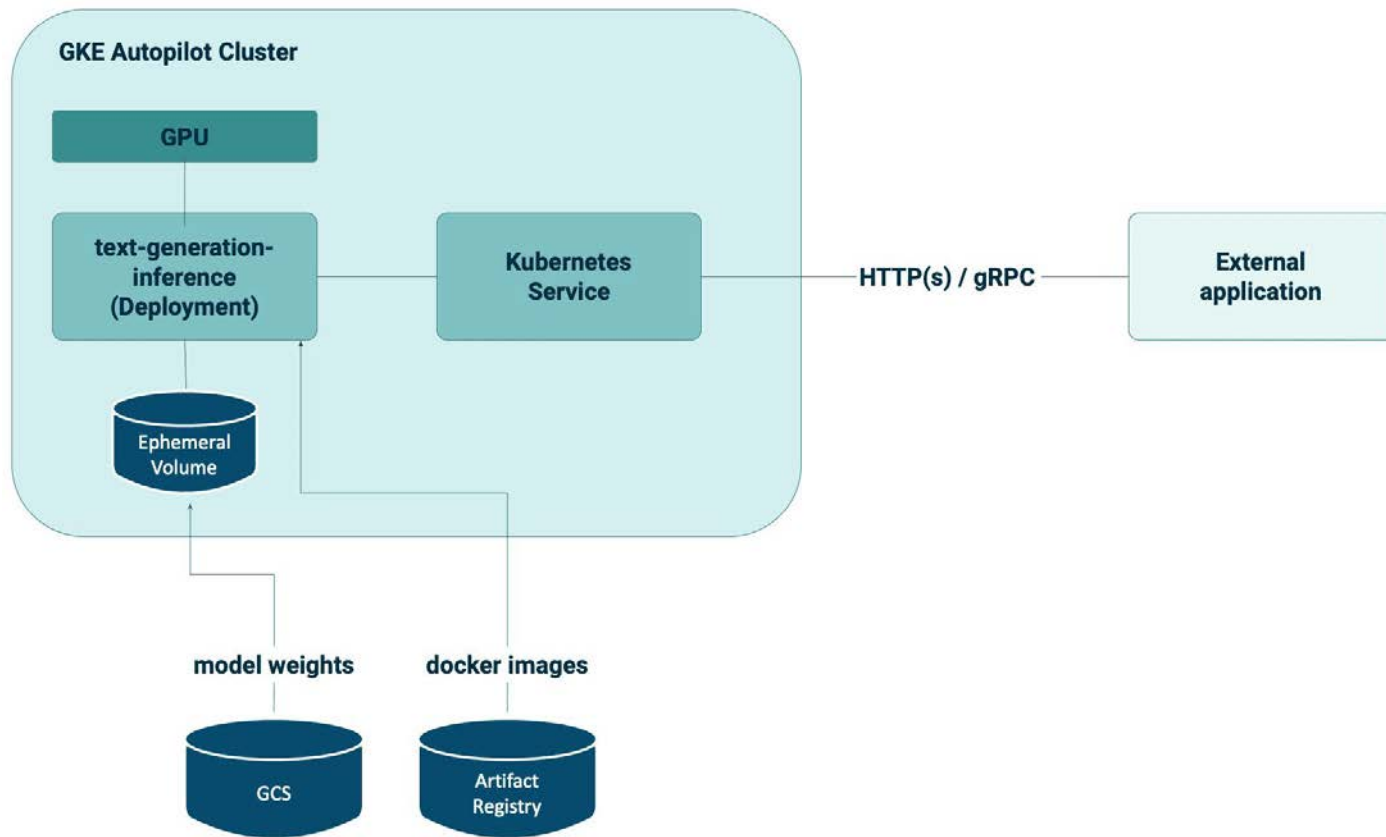 GKE Autopilot Cluster
GPU
text-generation-
inference
(Deployment)
Kubernetes
Service
HTTP(s) / gRPC
External
application
Ephemeral
Volume
model weights
docker images
GCS
Artifact
Registry